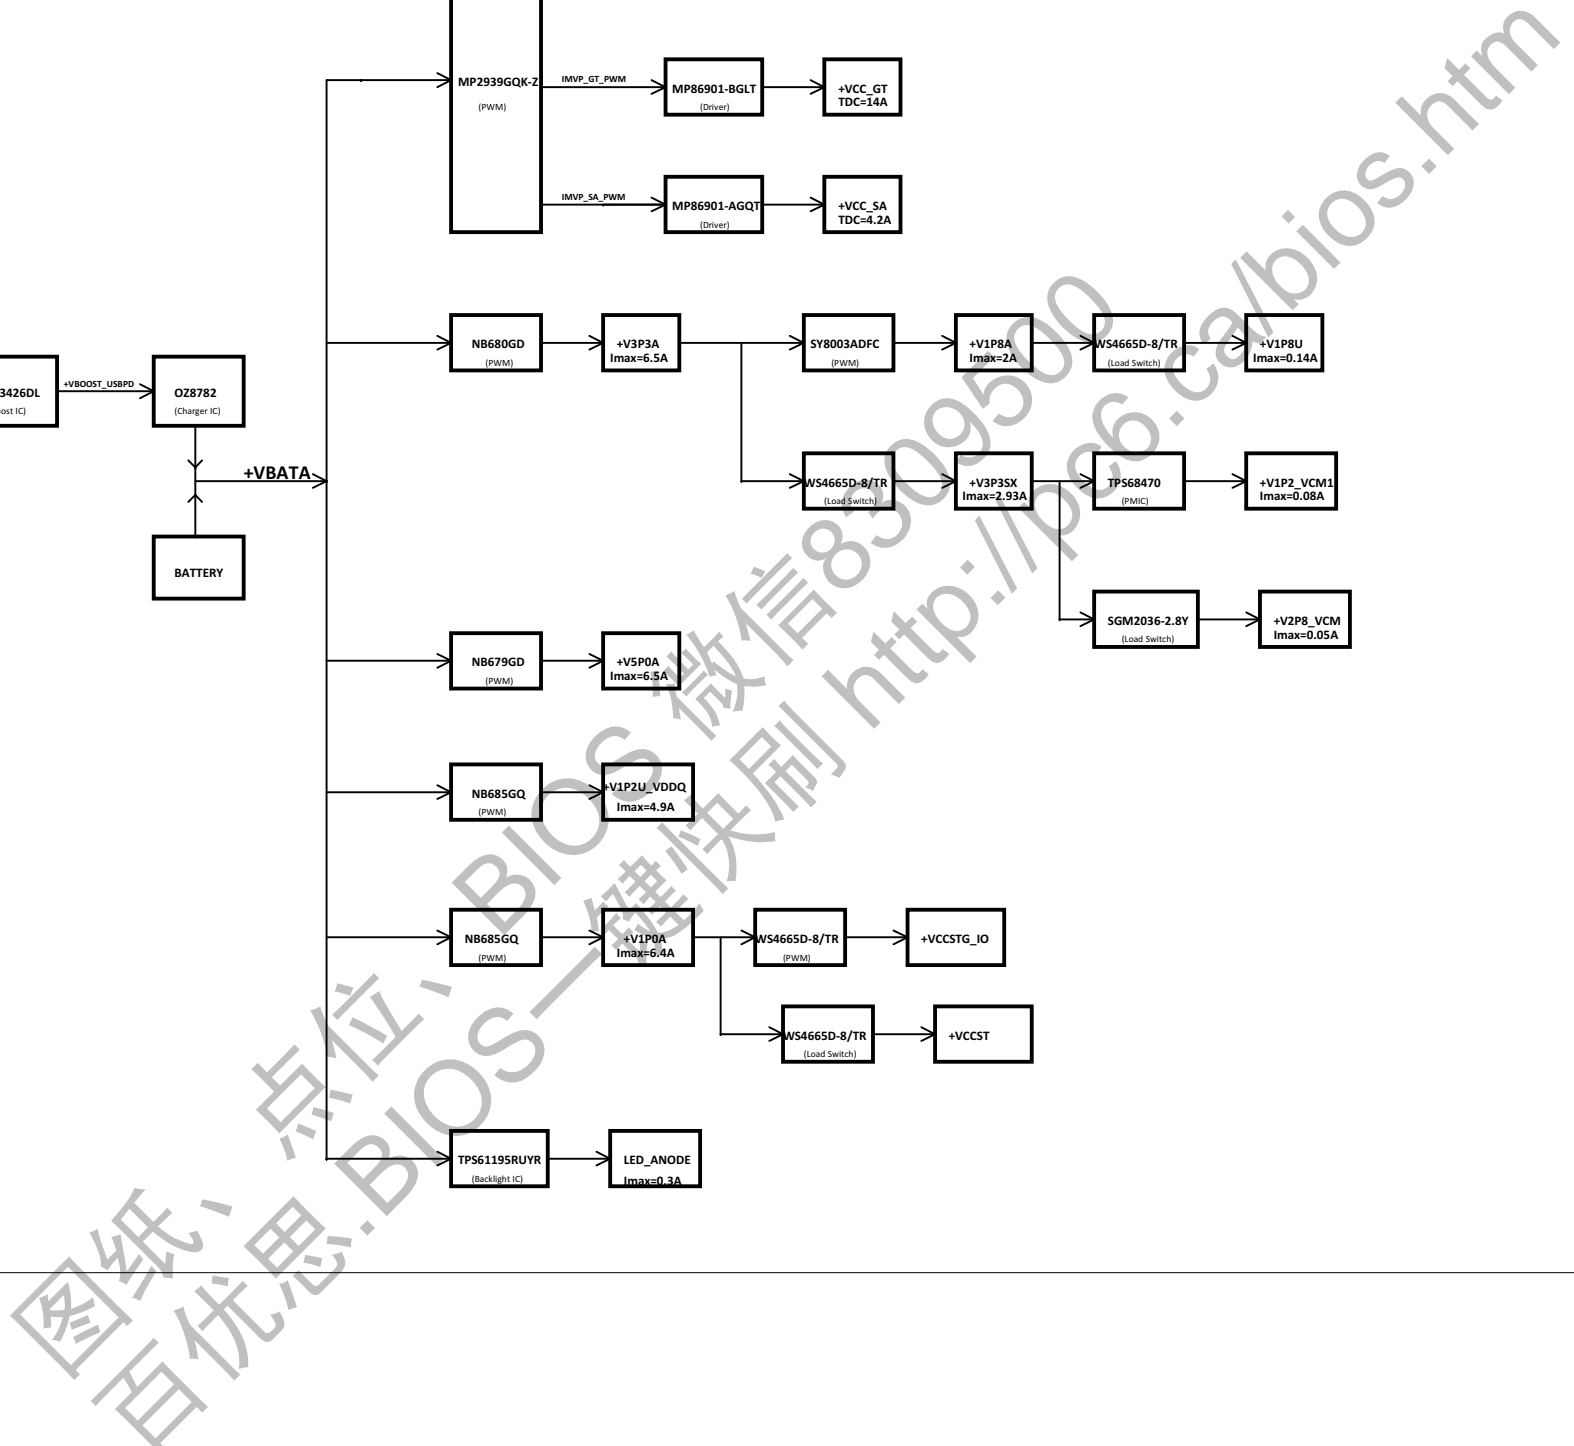 MP2939GQK-Z
(PWM)
IMVP_GT_PWM
MP86901-BGLT
(Driver)
+VCC_GT
TDC=14A
IMVP_SA_PWM
MP86901-AGQT
(Driver)
+VCC_SA
TDC=4.2A
NB680GD
(PWM)
+V3P3A
Imax=6.5A
SY8003ADFC
(PWM)
+V1P8A
Imax=2A
WS4665D-8/TR
(Load Switch)
+V1P8U
Imax=0.14A
3426DL
ost IC)
+VBOOST_USBPD
OZ8782
(Charger IC)
+VBATA
BATTERY
WS4665D-8/TR
(Load Switch)
+V3P3SX
Imax=2.93A
TPS68470
(PMIC)
+V1P2_VCM1
Imax=0.08A
SGM2036-2.8Y
(Load Switch)
+V2P8_VCM
Imax=0.05A
NB679GD
(PWM)
+V5P0A
Imax=6.5A
NB685GQ
(PWM)
+V1P2U_VDDQ
Imax=4.9A
NB685GQ
(PWM)
+V1P0A
Imax=6.4A
WS4665D-8/TR
(PWM)
+VCCSTG_IO
WS4665D-8/TR
(Load Switch)
+VCCST
TPS61195RUYR
(Backlight IC)
LED_ANODE
Imax=0.3A
图纸、点位、BIOS 微信8309500
百优思.BIOS一键快刷 http://pc6.ca/bios.htm